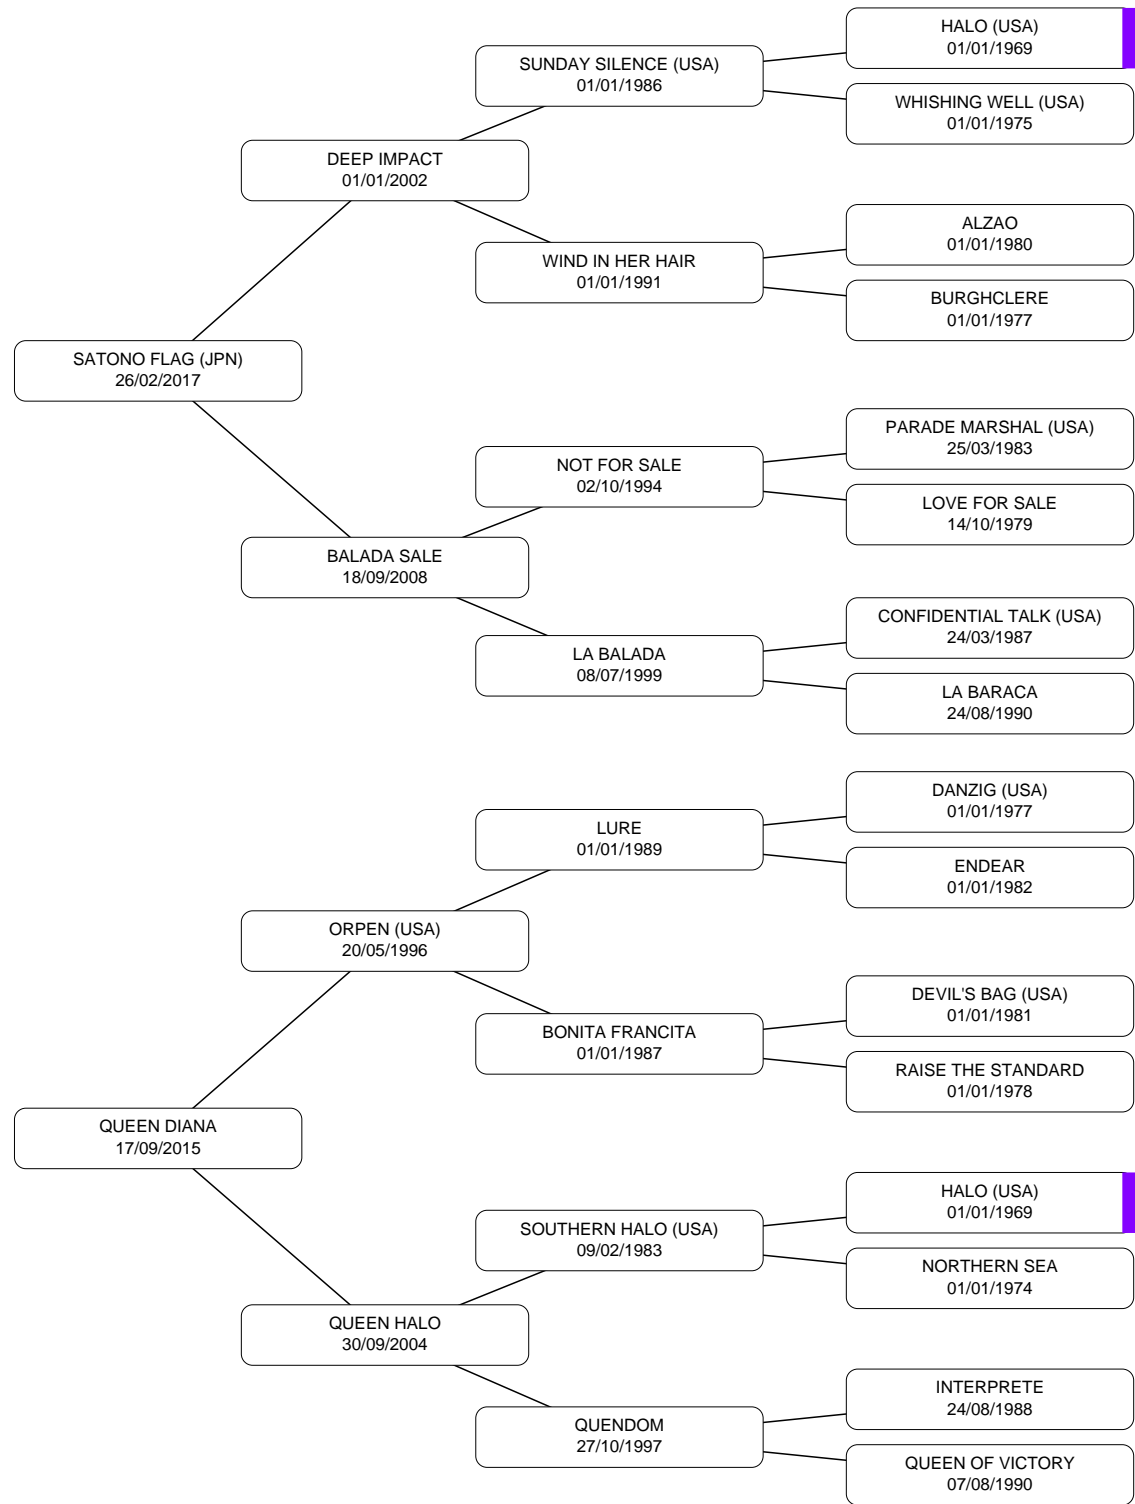 HALO (USA)
01/01/1969
SUNDAY SILENCE (USA)
01/01/1986
WHISHING WELL (USA)
01/01/1975
DEEP IMPACT
01/01/2002
ALZAO
01/01/1980
WIND IN HER HAIR
01/01/1991
BURGHCLERE
01/01/1977
SATONO FLAG (JPN)
26/02/2017
PARADE MARSHAL (USA)
25/03/1983
NOT FOR SALE
02/10/1994
LOVE FOR SALE
14/10/1979
BALADA SALE
18/09/2008
CONFIDENTIAL TALK (USA)
24/03/1987
LA BALADA
08/07/1999
LA BARACA
24/08/1990
DANZIG (USA)
01/01/1977
LURE
01/01/1989
ENDEAR
01/01/1982
ORPEN (USA)
20/05/1996
DEVIL'S BAG (USA)
01/01/1981
BONITA FRANCITA
01/01/1987
RAISE THE STANDARD
01/01/1978
QUEEN DIANA
17/09/2015
HALO (USA)
01/01/1969
SOUTHERN HALO (USA)
09/02/1983
NORTHERN SEA
01/01/1974
QUEEN HALO
30/09/2004
INTERPRETE
24/08/1988
QUENDOM
27/10/1997
QUEEN OF VICTORY
07/08/1990